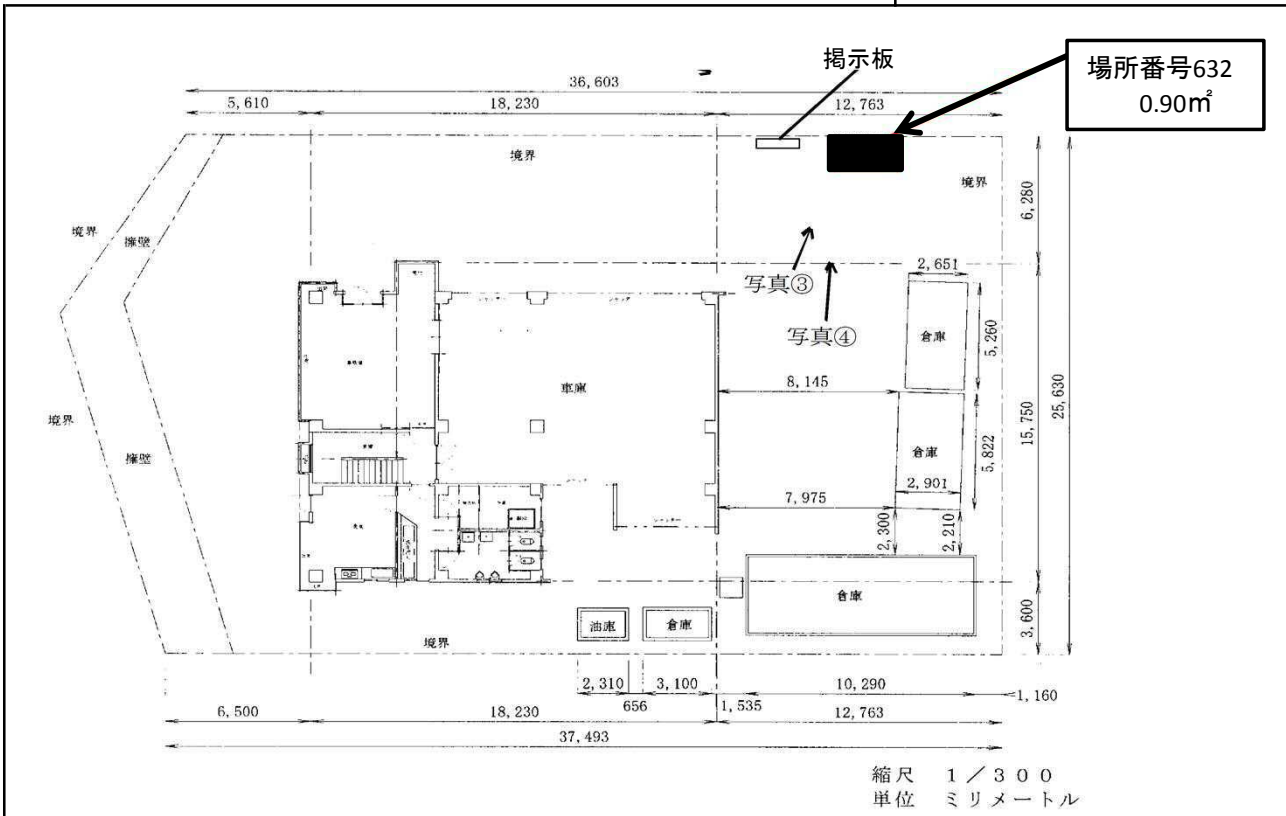 掲示板
場所番号632
0.90㎡
36,603
5,610
18,230
12,763
境界
境界
6,280
境界
擁壁
写真③
2,651
写真④
倉庫
5,260
8,145
車庫
15,750
25,630
境界
擁壁
倉庫
5,822
2,901
7,975
2,300
2,210
倉庫
3,600
油庫
倉庫
境界
2,310
3,100
10,290
1,160
656
1,535
6,500
18,230
12,763
37,493
縮尺 1/300
単位 ミリメートル